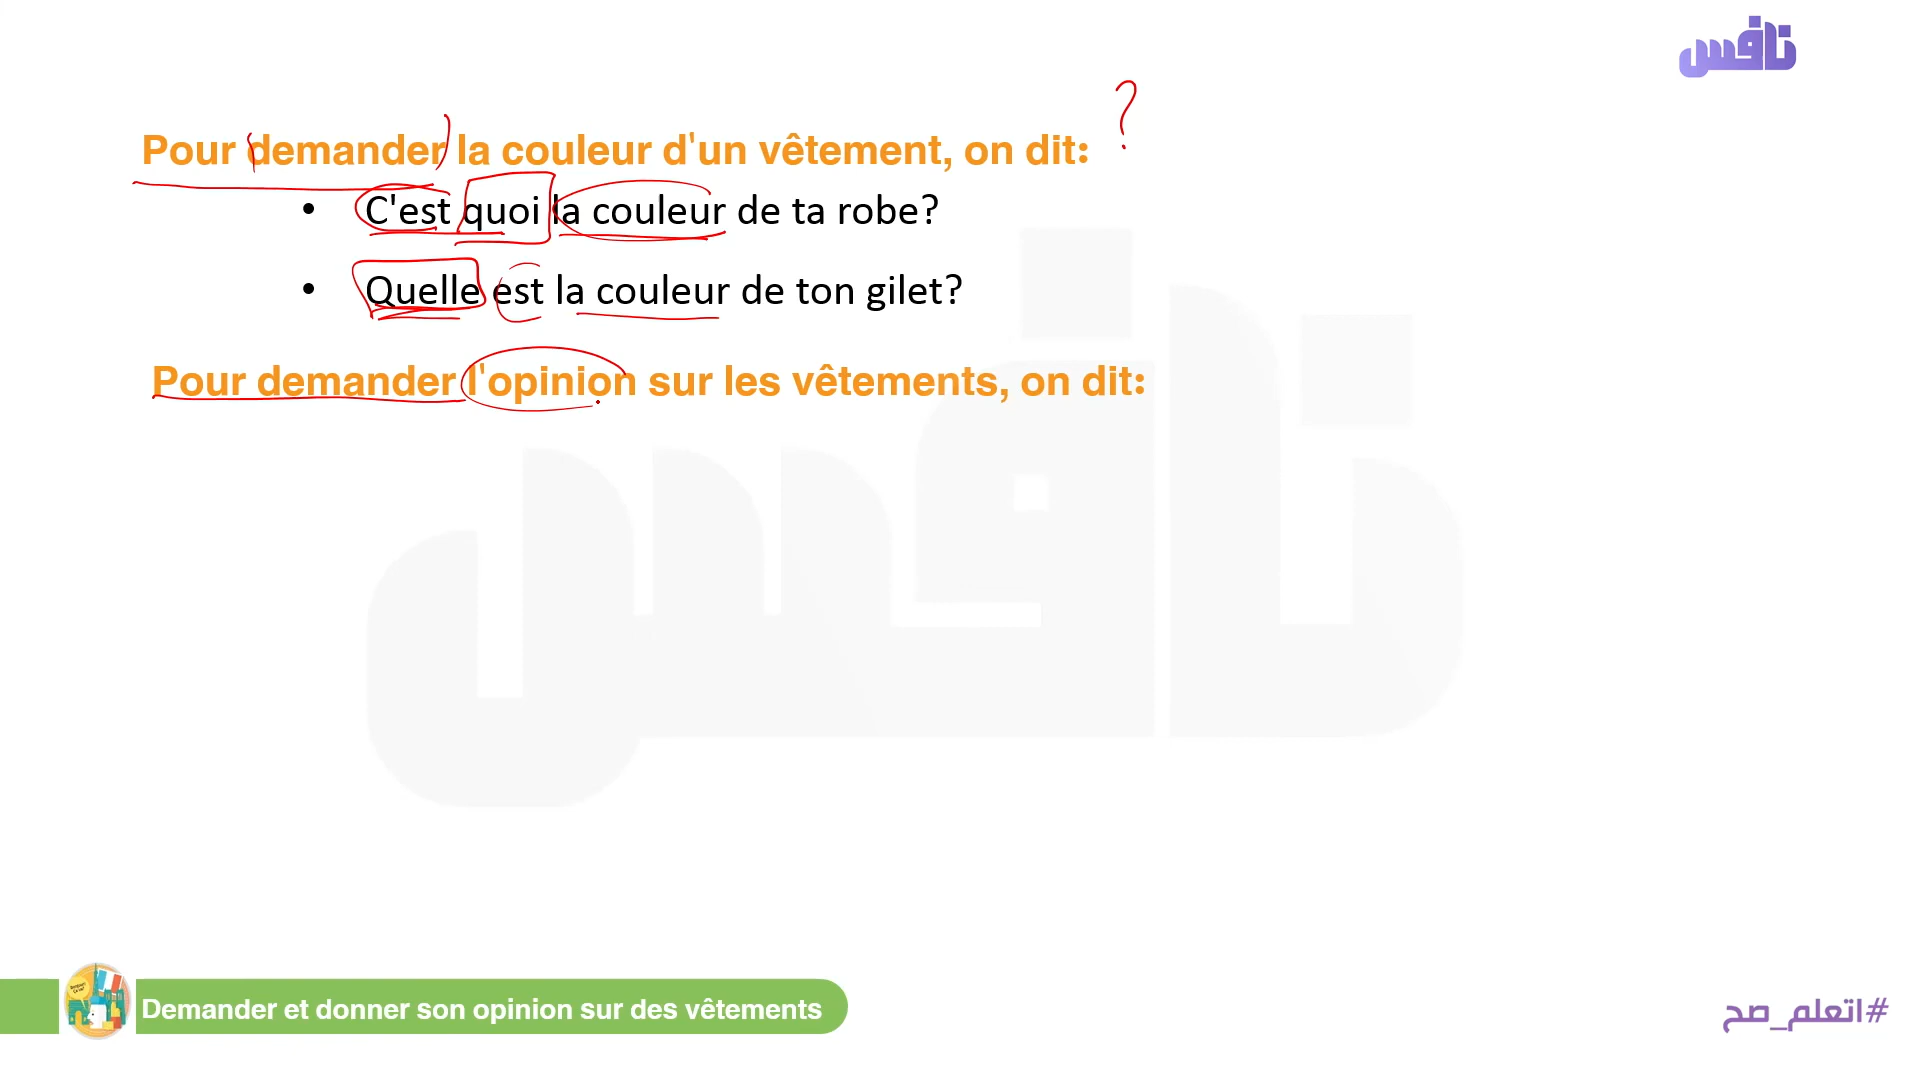 نافس
Pour demander la couleur d'un vêtement, on dit: ?
• C'est quoi la couleur de ta robe?
• Quelle est la couleur de ton gilet?
Pour demander l'opinion sur les vêtements, on dit:
Demander et donner son opinion sur des vêtements
#اتعلم_صح